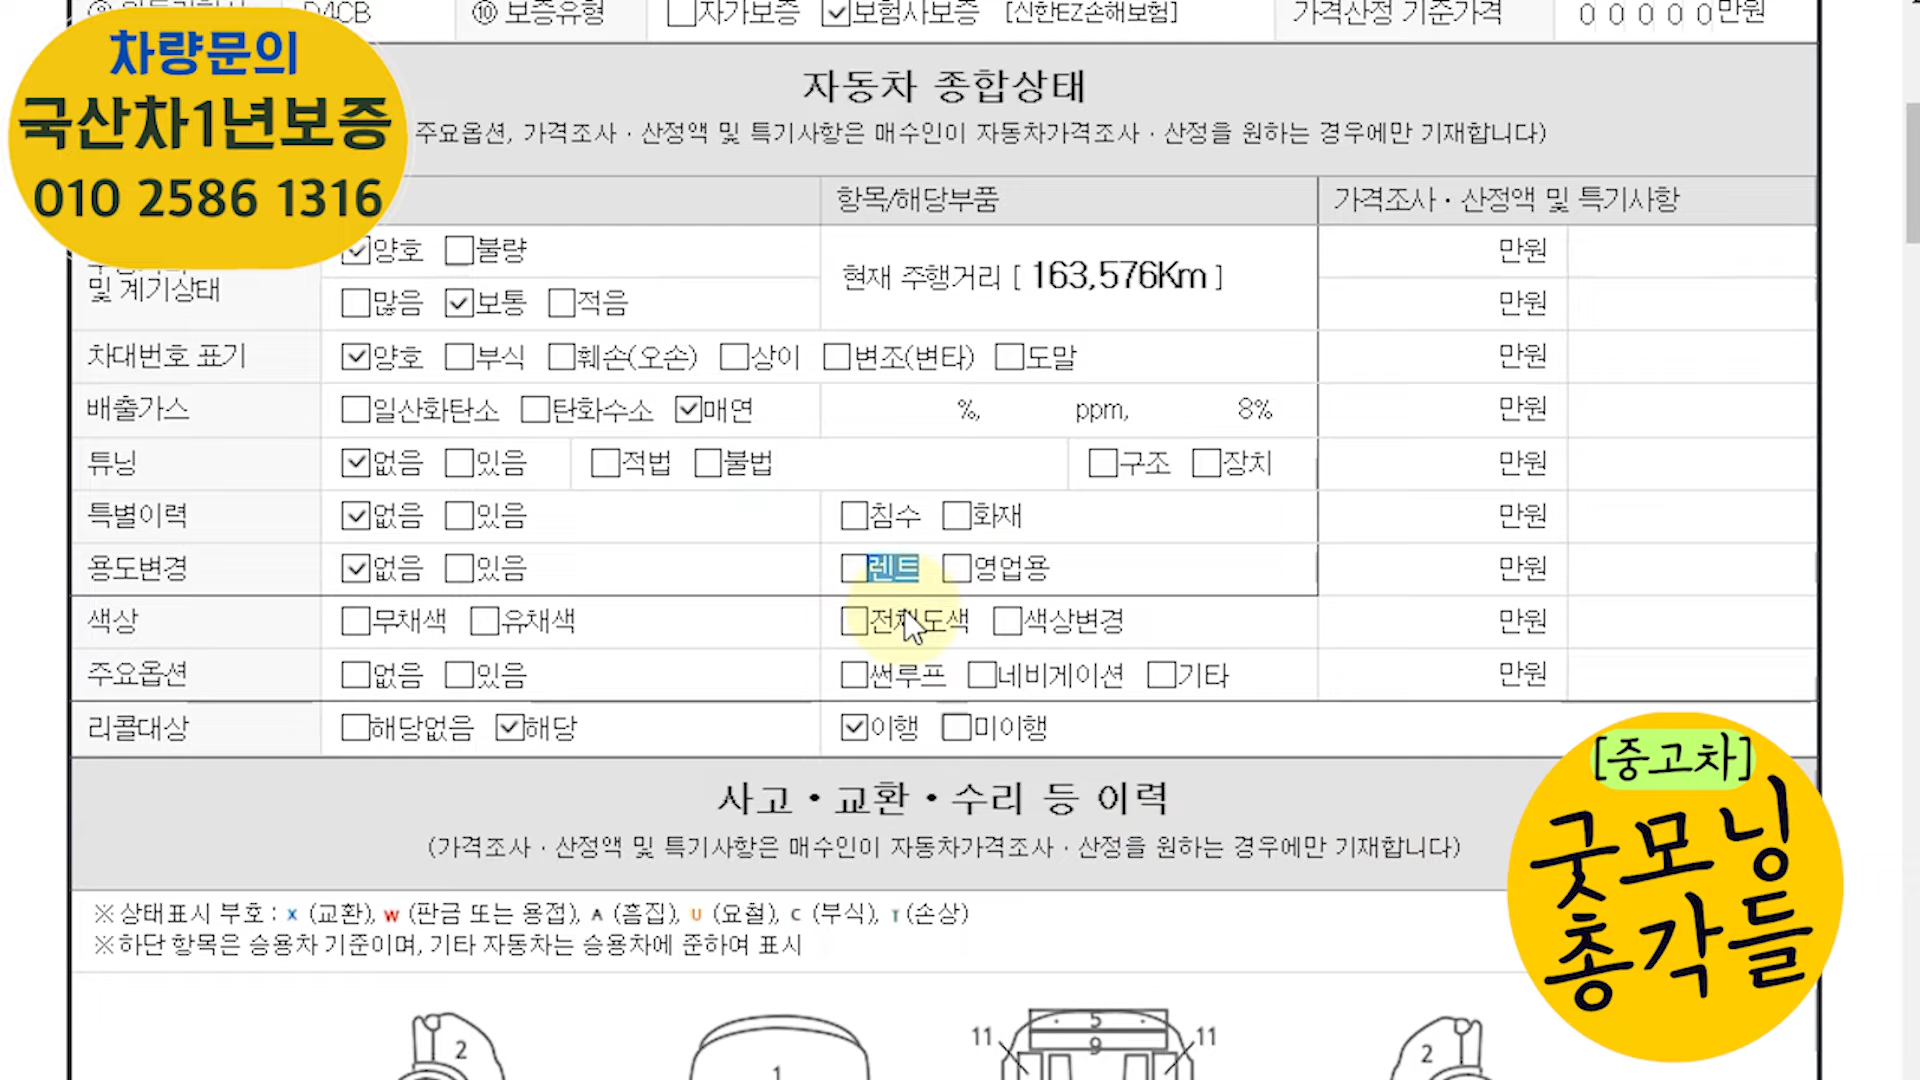 D4CB ⑩ 보증유형 자가보증 보험사보증 [신한EZ손해보험] 가격산정 기준가격 0 0 0 0 0만원
차량문의
국산차1년보증
010 2586 1316
자동차 종합상태
주요옵션, 가격조사 · 산정액 및 특기사항은 매수인이 자동차가격조사 · 산정을 원하는 경우에만 기재합니다)
항목/해당부품 가격조사 · 산정액 및 특기사항
및 계기상태
양호 불량 만원
현재 주행거리 [ 163,576Km ]
많음 보통 적음 만원
차대번호 표기 양호 부식 훼손(오손) 상이 변조(변타) 도말 만원
배출가스 일산화탄소 탄화수소 매연 %, ppm, 8% 만원
튜닝 없음 있음 적법 불법 구조 장치 만원
특별이력 없음 있음 침수 화재 만원
용도변경 없음 있음 렌트 영업용 만원
색상 무채색 유채색 전체도색 색상변경 만원
주요옵션 없음 있음 썬루프 네비게이션 기타 만원
리콜대상 해당없음 해당 이행 미이행
사고 · 교환 · 수리 등 이력
(가격조사 · 산정액 및 특기사항은 매수인이 자동차가격조사 · 산정을 원하는 경우에만 기재합니다)
※ 상태표시 부호 : X (교환), W (판금 또는 용접), A (흠집), U (요철), C (부식), T (손상)
※ 하단 항목은 승용차 기준이며, 기타 자동차는 승용차에 준하여 표시
[중고차]
굿모닝
총각들
2 1 11 5 9 11 2